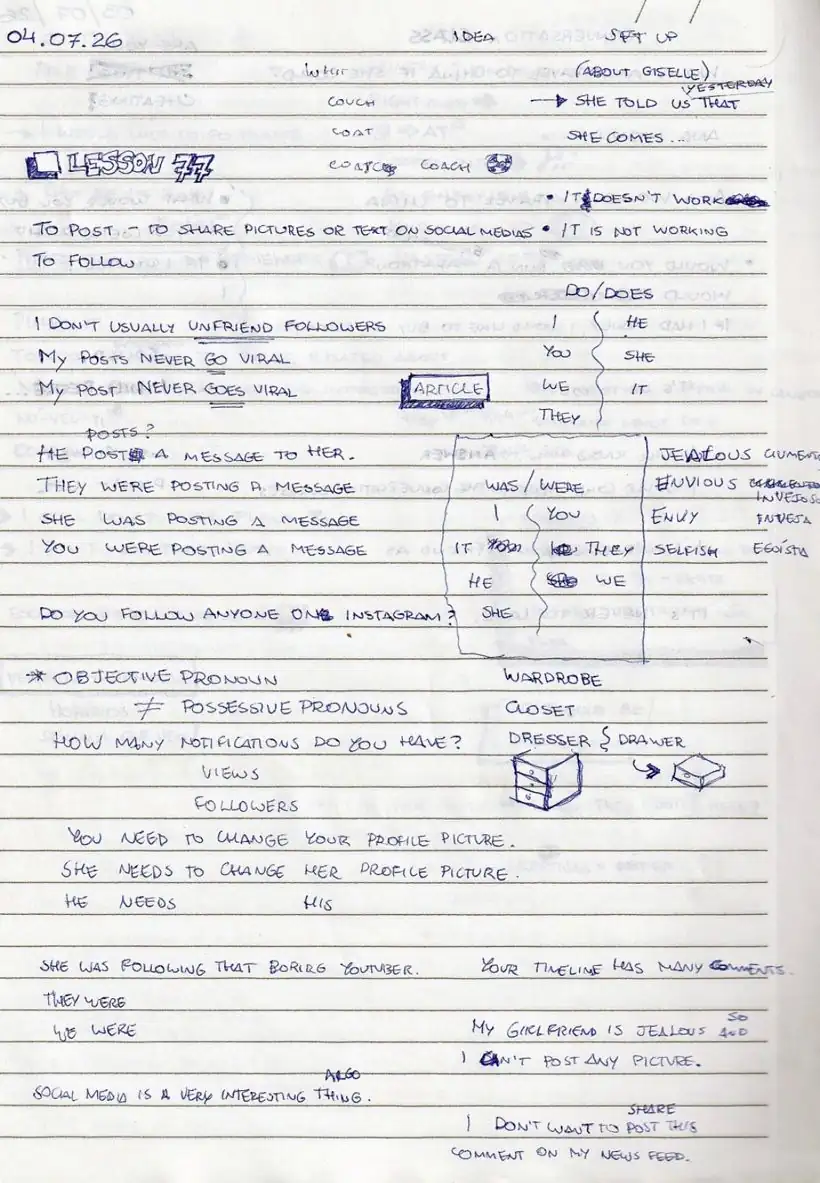 04.07.26
IDEA SET UP
WHAT (ABOUT GISELLE)
YESTERDAY
COUCH → SHE TOLD US THAT
COAT SHE COMES...
LESSON 77 COACH
• IT DOESN'T WORK
TO POST - TO SHARE PICTURES OR TEXT ON SOCIAL MEDIAS • IT IS NOT WORKING
TO FOLLOW
DO/DOES
I DON'T USUALLY UNFRIEND FOLLOWERS I HE
MY POSTS NEVER GO VIRAL YOU SHE
MY POST NEVER GOES VIRAL ARTICLE WE IT
THEY
POSTS?
HE POSTS A MESSAGE TO HER. JEALOUS CIUMENTO
THEY WERE POSTING A MESSAGE WAS / WERE ENVIOUS
INVEJOSO
SHE WAS POSTING A MESSAGE I YOU ENVY INVEJA
YOU WERE POSTING A MESSAGE IT THEY SELFISH EGOÍSTA
HE WE
DO YOU FOLLOW ANYONE ON INSTAGRAM? SHE
* OBJECTIVE PRONOUN WARDROBE
≠ POSSESSIVE PRONOUNS CLOSET
HOW MANY NOTIFICATIONS DO YOU HAVE? DRESSER DRAWER
VIEWS
FOLLOWERS
YOU NEED TO CHANGE YOUR PROFILE PICTURE.
SHE NEEDS TO CHANGE HER PROFILE PICTURE.
HE NEEDS HIS
SHE WAS FOLLOWING THAT BORING YOUTUBER. YOUR TIMELINE HAS MANY COMMENTS.
THEY WERE
SO
WE WERE MY GIRLFRIEND IS JEALOUS AND
I CAN'T POST ANY PICTURE.
ALGO
SOCIAL MEDIA IS A VERY INTERESTING THING.
SHARE
I DON'T WANT TO POST THIS
COMMENT ON MY NEWS FEED.